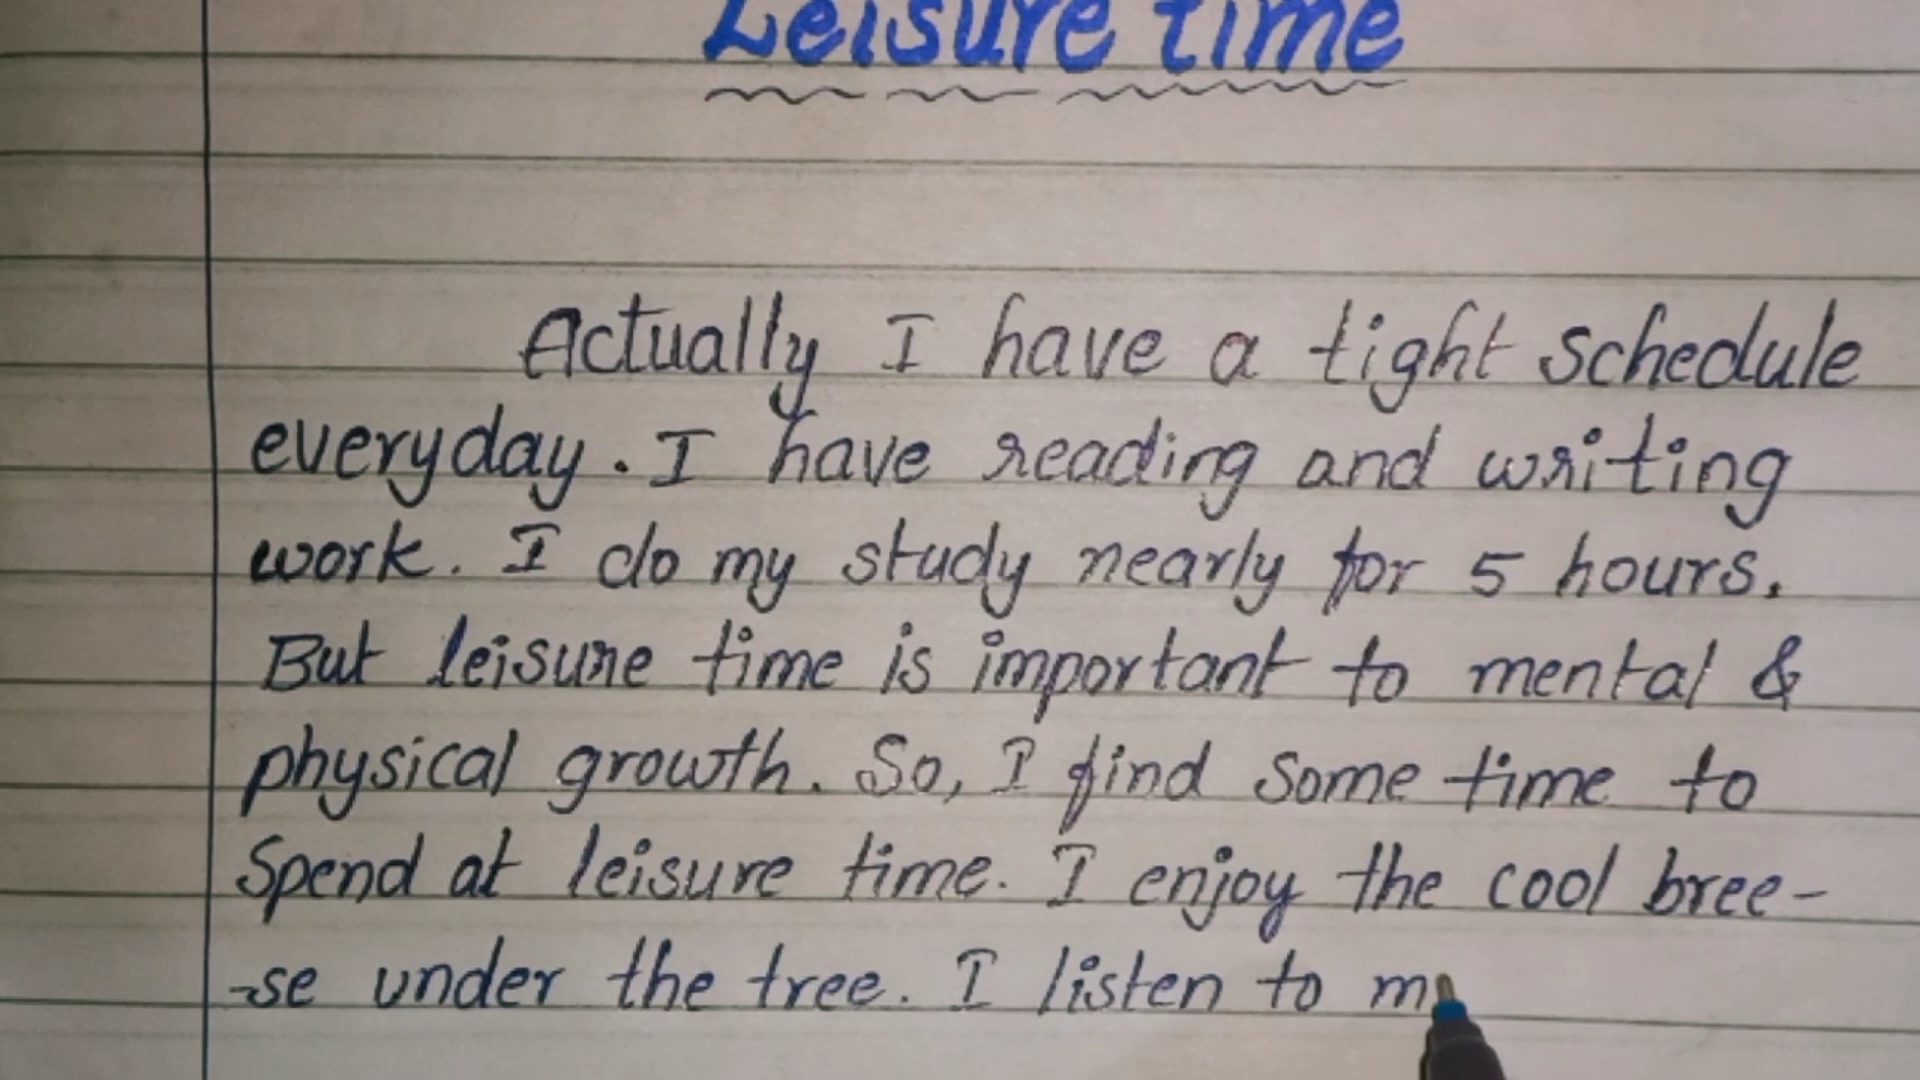 Leisure time
Actually I have a tight schedule
everyday. I have reading and writing
work. I do my study nearly for 5 hours.
But leisure time is important to mental &
physical growth. So, I find some time to
Spend at leisure time. I enjoy the cool bree-
-se under the tree. I listen to m